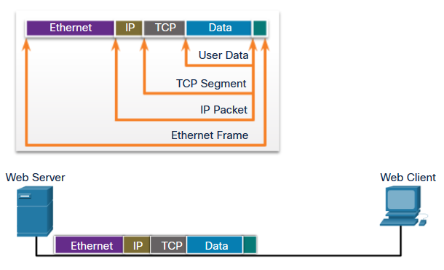 Ethernet IP TCP Data
User Data
TCP Segment
IP Packet
Ethernet Frame
Web Server Web Client
Ethernet IP TCP Data